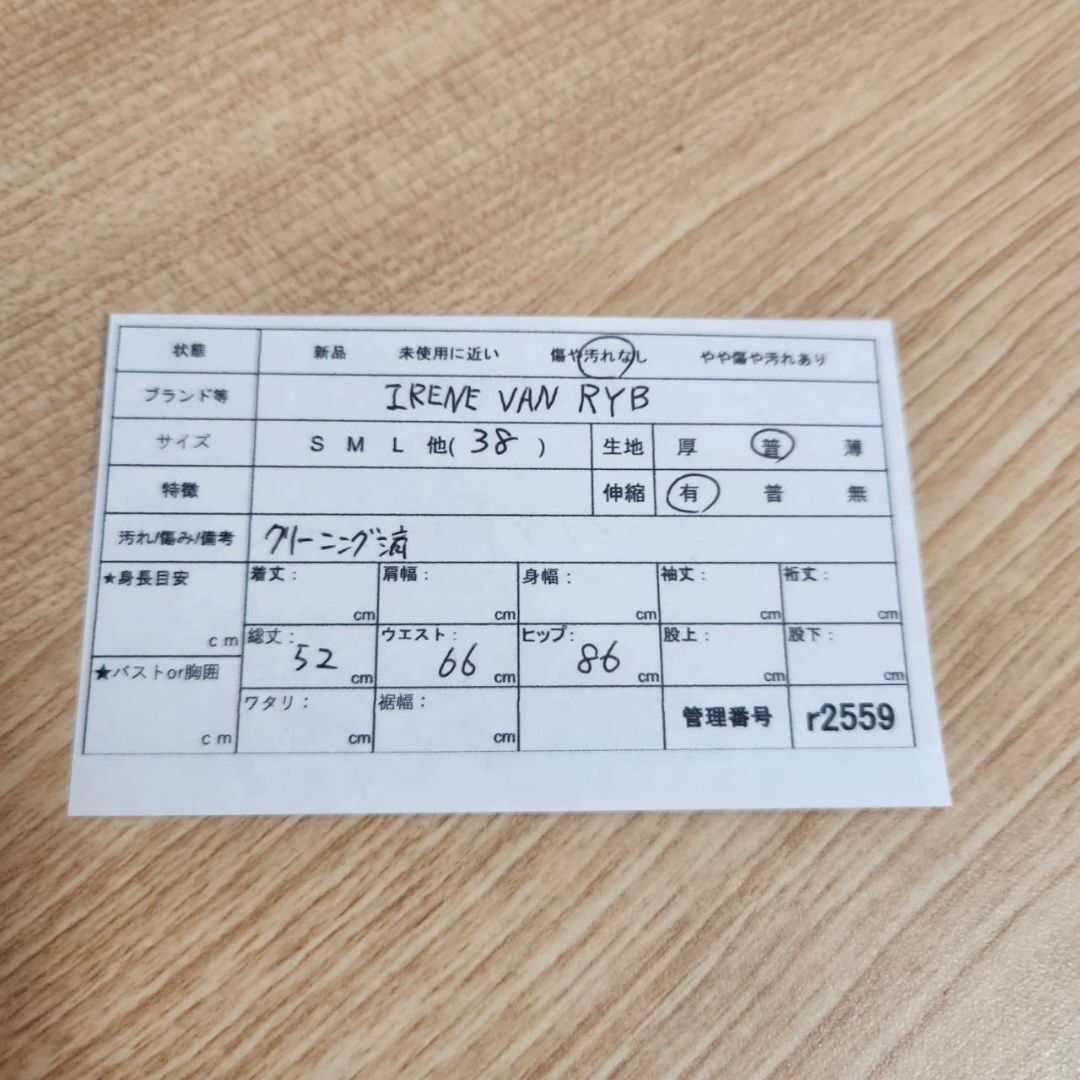 状態 新品 未使用に近い 傷や汚れなし やや傷や汚れあり
ブランド等 IRENE VAN RYB
サイズ S M L 他( 38 ) 生地 厚 普 薄
特徴 伸縮 有 普 無
汚れ/傷み/備考 クリーニング済
★身長目安 cm 着丈: cm 肩幅: cm 身幅: cm 袖丈: cm 裄丈: cm
総丈: 52 cm ウエスト: 66 cm ヒップ: 86 cm 股上: cm 股下: cm
★バストor胸囲 cm ワタリ: cm 裾幅: cm 管理番号 r2559